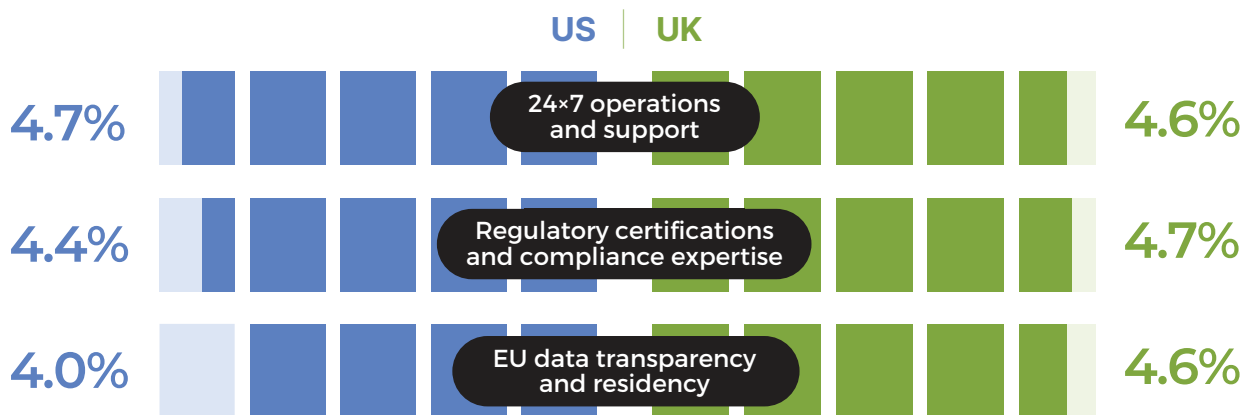 US | UK
4.7%
24×7 operations
and support
4.6%
4.4%
Regulatory certifications
and compliance expertise
4.7%
4.0%
EU data transparency
and residency
4.6%